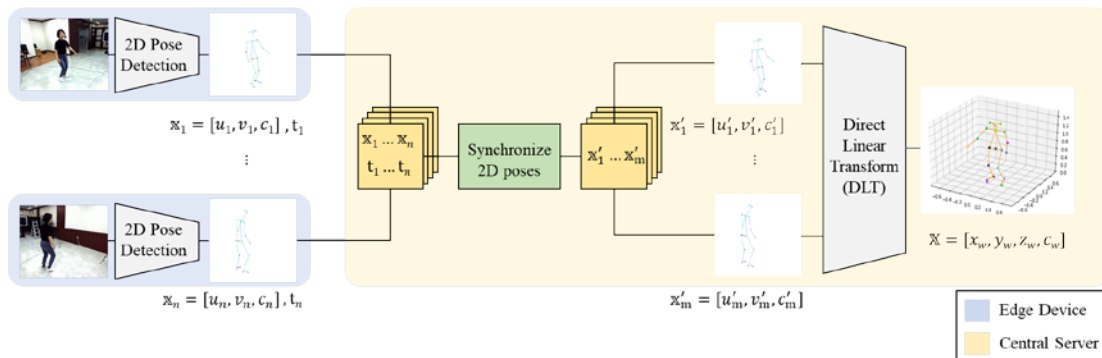 2D Pose
Detection
𝕩₁ = [u₁, v₁, c₁] , t₁
⋮
2D Pose
Detection
𝕩ₙ = [uₙ, vₙ, cₙ] , tₙ
𝕩₁ … 𝕩ₙ
t₁ … tₙ
Synchronize
2D poses
𝕩′₁ … 𝕩′ₘ
𝕩′₁ = [u′₁, v′₁, c′₁]
⋮
𝕩′ₘ = [u′ₘ, v′ₘ, c′ₘ]
Direct
Linear
Transform
(DLT)
𝕏 = [x_w, y_w, z_w, c_w]
Edge Device
Central Server